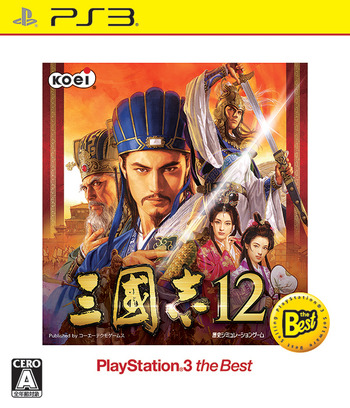 PS3
KOEI
三國志12
Published by コーエーテクモゲームス
歴史シミュレーションゲーム
the Best
PlayStation®3 the Best
CERO
A
全年齢対象